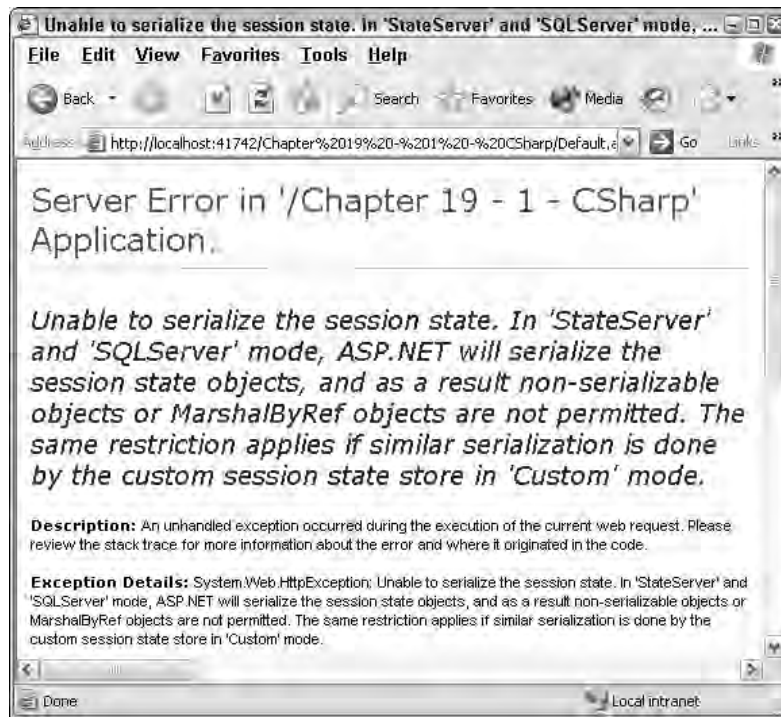 Unable to serialize the session state. In 'StateServer' and 'SQLServer' mode, ...
File Edit View Favorites Tools Help
Back Search Favorites Media
Address http://localhost:41742/Chapter%2019%20-%201%20-%20CSharp/Default.a Go Links
Server Error in '/Chapter 19 - 1 - CSharp'
Application.
Unable to serialize the session state. In 'StateServer'
and 'SQLServer' mode, ASP.NET will serialize the
session state objects, and as a result non-serializable
objects or MarshalByRef objects are not permitted. The
same restriction applies if similar serialization is done
by the custom session state store in 'Custom' mode.
Description: An unhandled exception occurred during the execution of the current web request. Please
review the stack trace for more information about the error and where it originated in the code.
Exception Details: System.Web.HttpException: Unable to serialize the session state. In 'StateServer' and
'SQLServer' mode, ASP.NET will serialize the session state objects, and as a result non-serializable objects or
MarshalByRef objects are not permitted. The same restriction applies if similar serialization is done by the
custom session state store in 'Custom' mode.
Done Local intranet